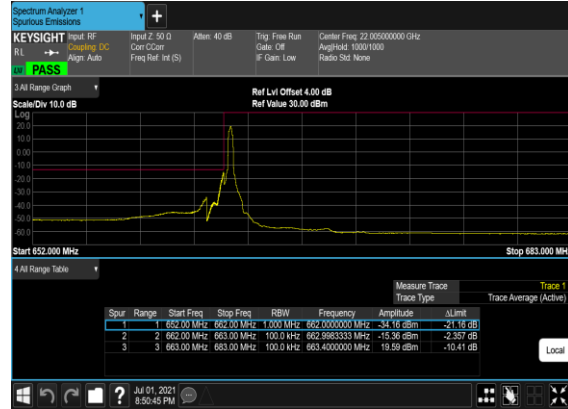 Spectrum Analyzer 1
Spurious Emissions
KEYSIGHT Input: RF Input Z: 50 Ω Atten: 40 dB Trig: Free Run Center Freq: 22.005000000 GHz
RL Coupling: DC Corr CCorr Gate: Off Avg|Hold: 1000/1000
Align: Auto Freq Ref: Int (S) IF Gain: Low Radio Std: None
PASS
3 All Range Graph
Ref Lvl Offset 4.00 dB
Scale/Div 10.0 dB Ref Value 30.00 dBm
Log
20.0
10.0
0.00
-10.0
-20.0
-30.0
-40.0
-50.0
-60.0
Start 652.000 MHz Stop 683.000 MH
4 All Range Table
Measure Trace Trace 1
Trace Type Trace Average (Active)
Spur Range Start Freq Stop Freq RBW Frequency Amplitude ΔLimit
1 1 652.00 MHz 662.00 MHz 1.000 MHz 662.0000000 MHz -34.16 dBm -21.16 dB
2 2 662.00 MHz 663.00 MHz 100.0 kHz 662.9983333 MHz -15.36 dBm -2.357 dB
3 3 663.00 MHz 683.00 MHz 100.0 kHz 663.4000000 MHz 19.59 dBm -10.41 dB
Local
? Jul 01, 2021
8:50:45 PM